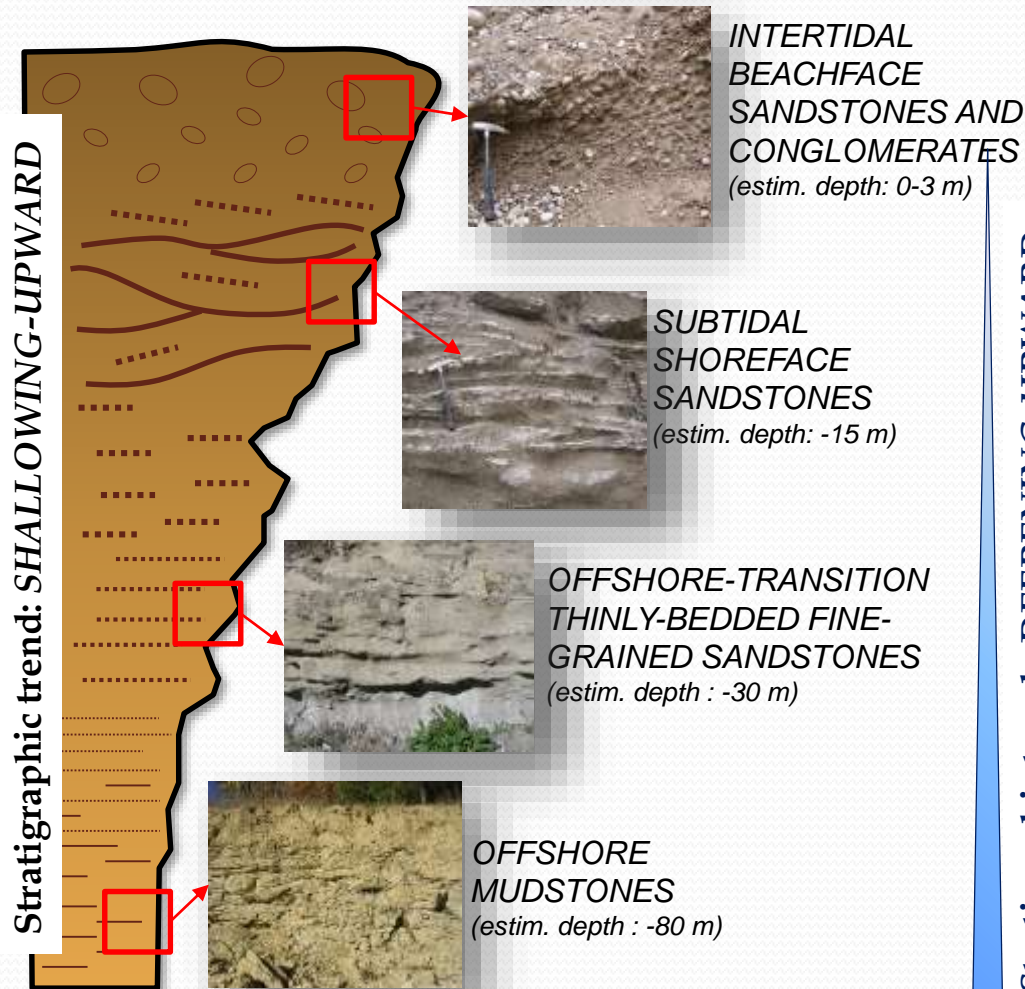 Stratigraphic trend: SHALLOWING-UPWARD
INTERTIDAL
BEACHFACE
SANDSTONES AND
CONGLOMERATES
(estim. depth: 0-3 m)
SUBTIDAL
SHOREFACE
SANDSTONES
(estim. depth: -15 m)
OFFSHORE-TRANSITION
THINLY-BEDDED FINE-
GRAINED SANDSTONES
(estim. depth : -30 m)
OFFSHORE
MUDSTONES
(estim. depth : -80 m)